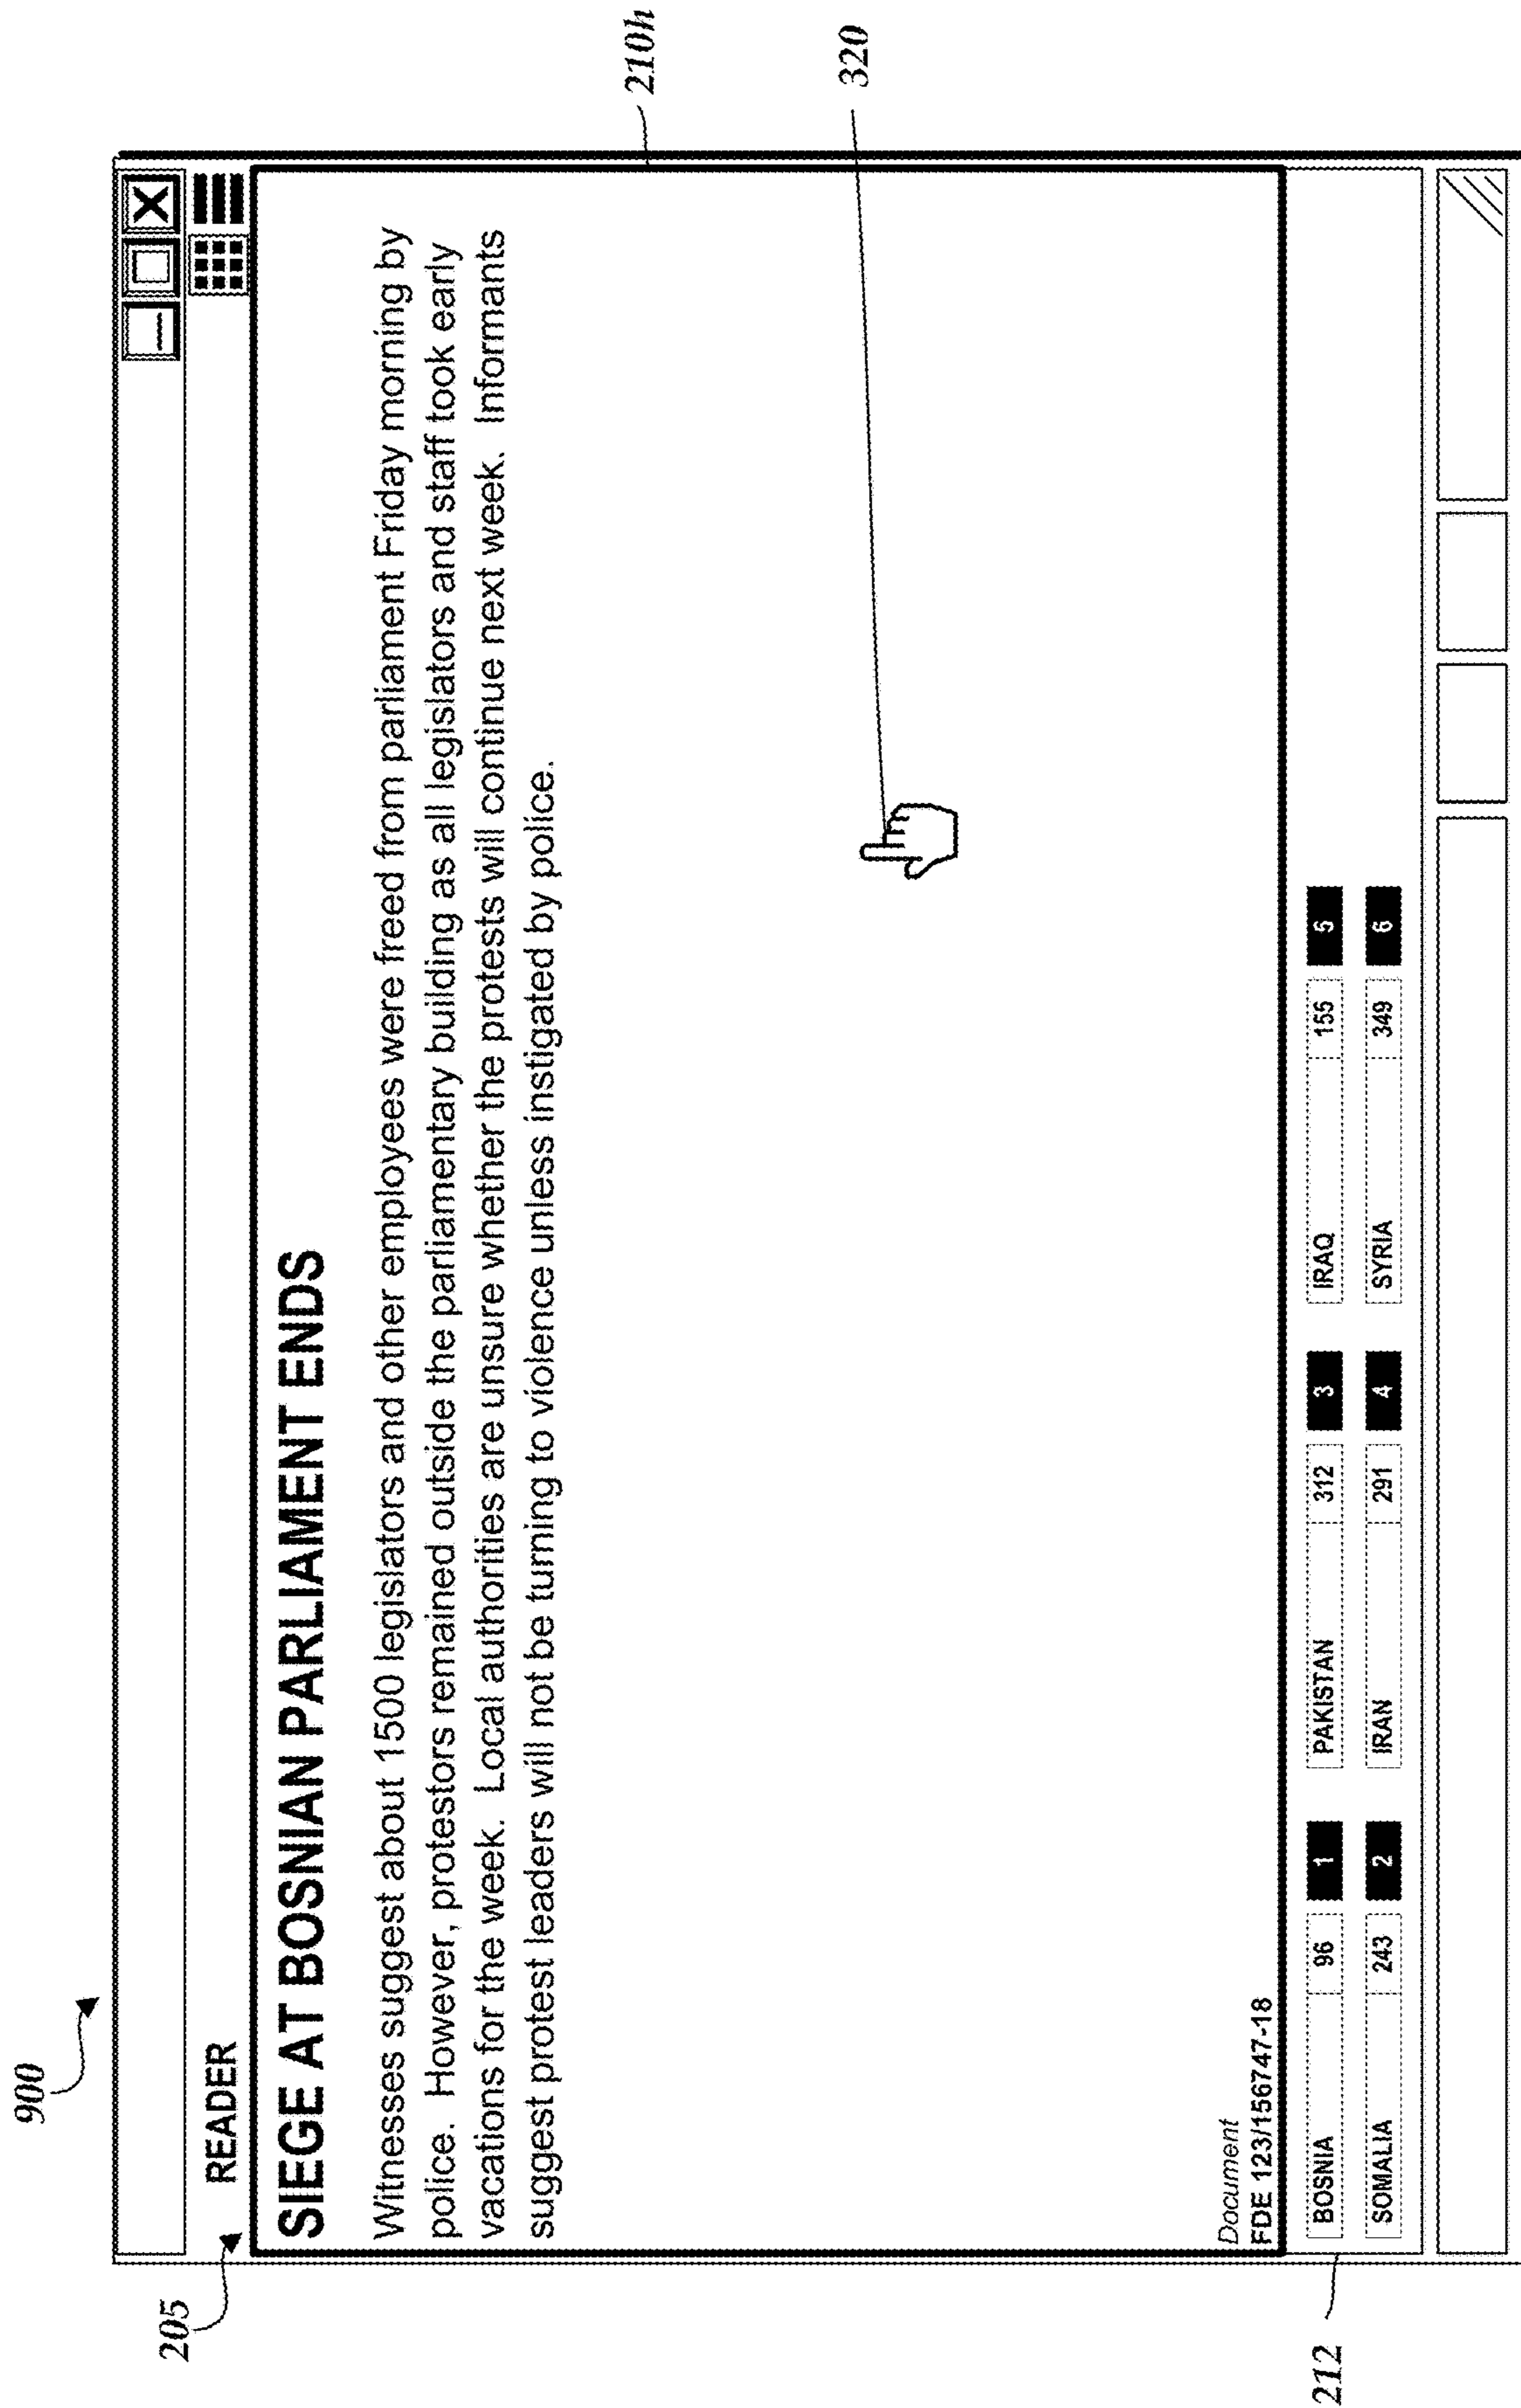 900
205
READER
210h
SIEGE AT BOSNIAN PARLIAMENT ENDS
Witnesses suggest about 1500 legislators and other employees were freed from parliament Friday morning by
police. However, protestors remained outside the parliamentary building as all legislators and staff took early
vacations for the week. Local authorities are unsure whether the protests will continue next week. Informants
suggest protest leaders will not be turning to violence unless instigated by police.
320
Document
FDE 123/156747-18
212
BOSNIA 96 1 PAKISTAN 312 3 IRAQ 155 5
SOMALIA 243 2 IRAN 291 4 SYRIA 349 6